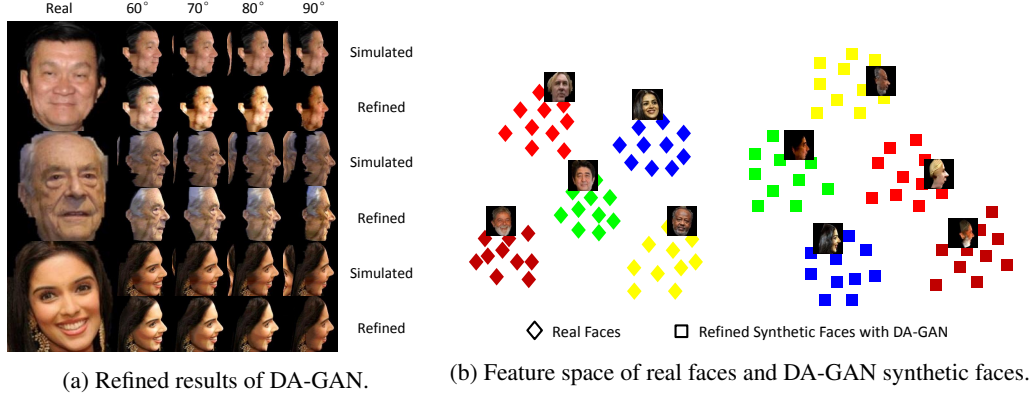 Real 60° 70° 80° 90°
Simulated
Refined
Simulated
Refined
Simulated
Refined
(a) Refined results of DA-GAN.
Real Faces
Refined Synthetic Faces with DA-GAN
(b) Feature space of real faces and DA-GAN synthetic faces.